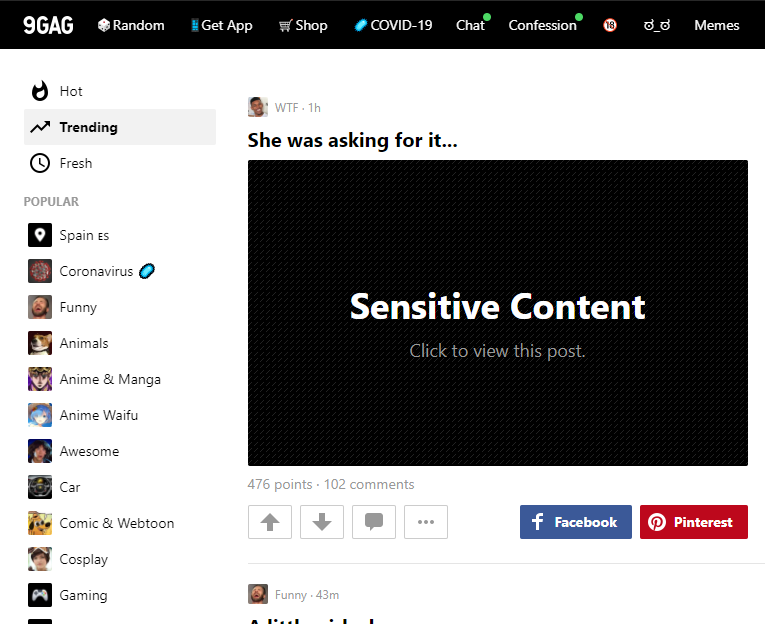 9GAG Random Get App Shop COVID-19 Chat Confession 18 ಠ_ಠ Memes
Hot
Trending
Fresh
POPULAR
Spain ᴇs
Coronavirus
Funny
Animals
Anime & Manga
Anime Waifu
Awesome
Car
Comic & Webtoon
Cosplay
Gaming
WTF · 1h
She was asking for it...
Sensitive Content
Click to view this post.
476 points · 102 comments
Facebook Pinterest
Funny · 43m